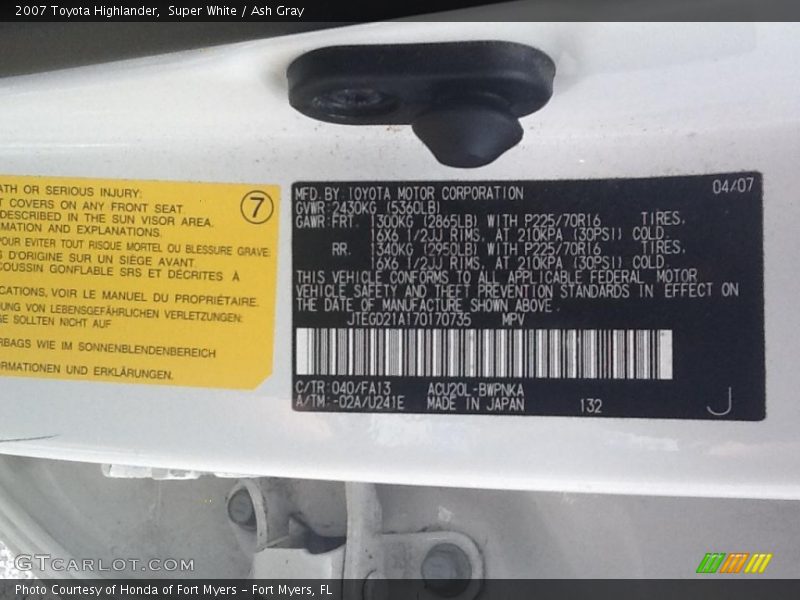 2007 Toyota Highlander,  Super White / Ash Gray
ATH OR SERIOUS INJURY:
T COVERS ON ANY FRONT SEAT.
DESCRIBED IN THE SUN VISOR AREA.
MATION AND EXPLANATIONS.
POUR EVITER TOUT RISQUE MORTEL OU BLESSURE GRAVE:
S D'ORIGINE SUR UN SIÈGE AVANT.
COUSSIN GONFLABLE SRS ET DÉCRITES À
CATIONS, VOIR LE MANUEL DU PROPRIÉTAIRE.
DUNG VON LEBENSGEFÄHRLICHEN VERLETZUNGEN:
GE SOLLTEN NICHT AUF
RBAGS WIE IM SONNENBLENDENBEREICH
ORMATIONEN UND ERKLÄRUNGEN.
7
04/07
MFD. BY TOYOTA MOTOR CORPORATION
GVWR: 2430KG (5360LB)
GAWR: FRT. 1300KG (2865LB) WITH P225/70R16 TIRES,
16X6 1/2JJ RIMS, AT 210KPA (30PSI) COLD.
RR. 1340KG (2950LB) WITH P225/70R16 TIRES,
16X6 1/2JJ RIMS, AT 210KPA (30PSI) COLD.
THIS VEHICLE CONFORMS TO ALL APPLICABLE FEDERAL MOTOR
VEHICLE SAFETY AND THEFT PREVENTION STANDARDS IN EFFECT ON
THE DATE OF MANUFACTURE SHOWN ABOVE.
JTEGD21A170170735 MPV
C/TR: 040/FA13 ACU20L-BWPNKA
A/TM: -02A/U241E MADE IN JAPAN 132
J
GTCARLOT.COM
Photo Courtesy of Honda of Fort Myers - Fort Myers, FL